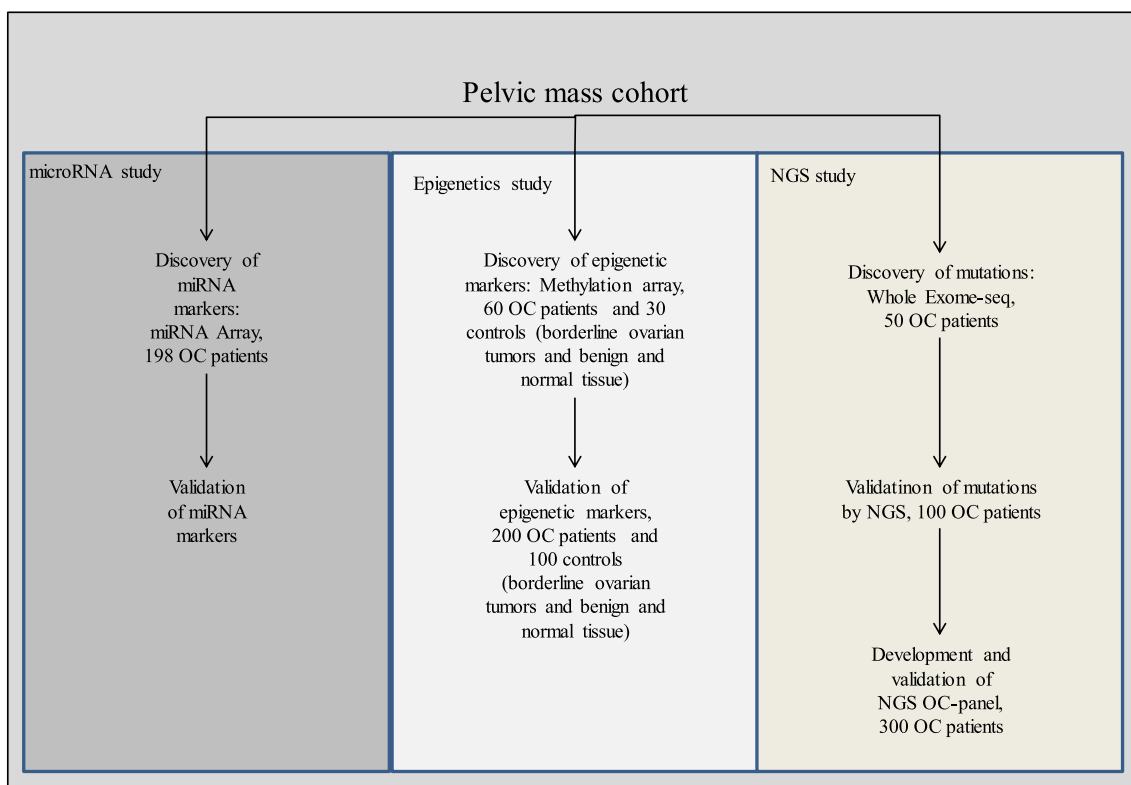 Pelvic mass cohort
microRNA study
Discovery of
miRNA
markers:
miRNA Array,
198 OC patients
Validation
of miRNA
markers
Epigenetics study
Discovery of epigenetic
markers: Methylation array,
60 OC patients and 30
controls (borderline ovarian
tumors and benign and
normal tissue)
Validation of
epigenetic markers,
200 OC patients and
100 controls
(borderline ovarian
tumors and benign and
normal tissue)
NGS study
Discovery of mutations:
Whole Exome-seq,
50 OC patients
Validatinon of mutations
by NGS, 100 OC patients
Development and
validation of
NGS OC-panel,
300 OC patients